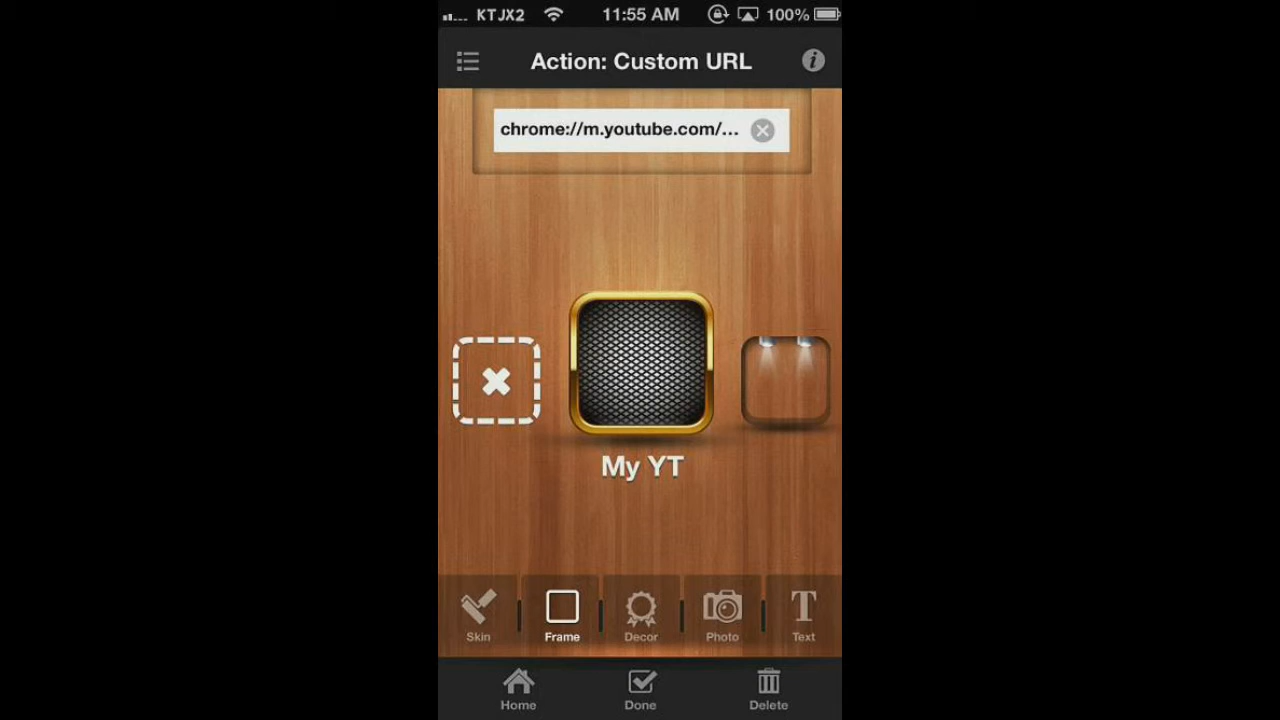 KTJX2 11:55 AM 100%
Action: Custom URL
chrome://m.youtube.com/...
My YT
Skin Frame Decor Photo Text
Home Done Delete